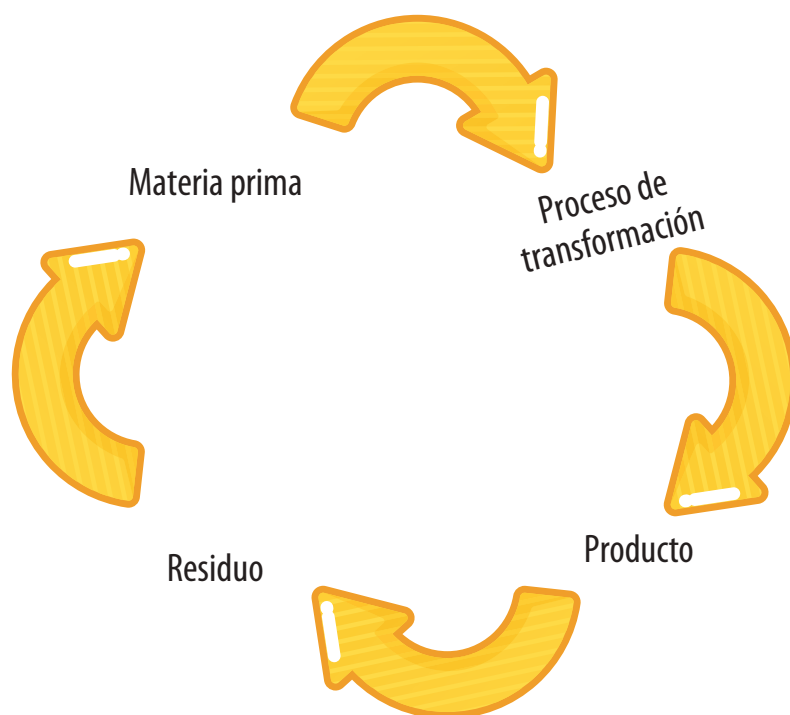 Materia prima
Proceso de
transformación
Producto
Residuo